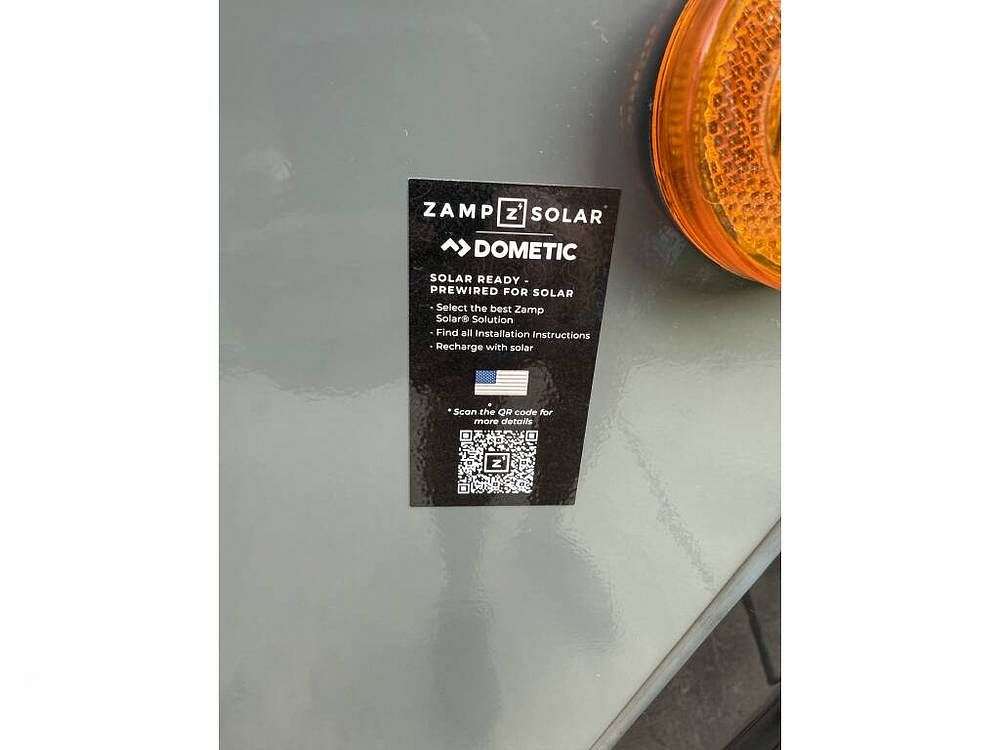 ZAMP Z SOLAR
DOMETIC
SOLAR READY -
PREWIRED FOR SOLAR
- Select the best Zamp
Solar® Solution
- Find all Installation Instructions
- Recharge with solar
* Scan the QR code for
more details
Z